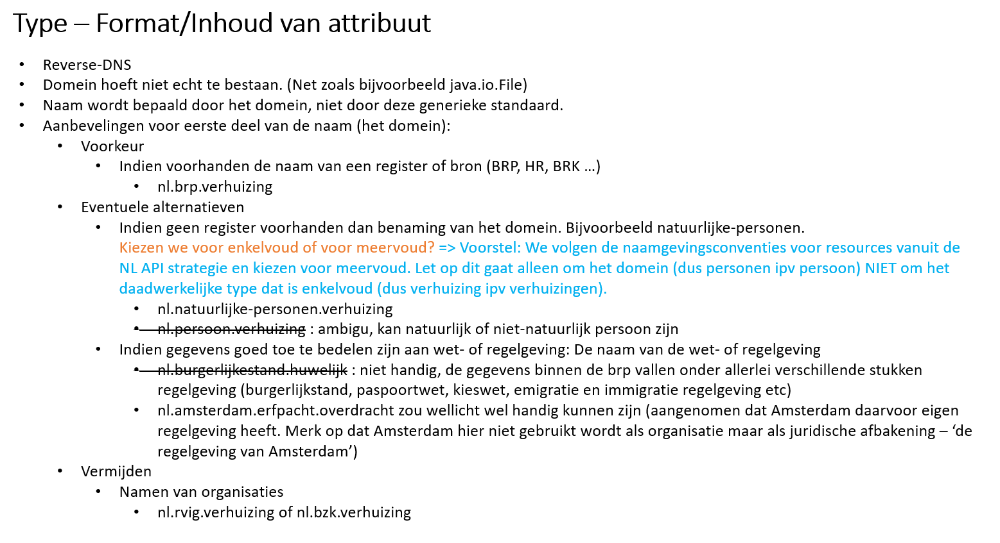 Type – Format/Inhoud van attribuut
• Reverse-DNS
• Domein hoeft niet echt te bestaan. (Net zoals bijvoorbeeld java.io.File)
• Naam wordt bepaald door het domein, niet door deze generieke standaard.
• Aanbevelingen voor eerste deel van de naam (het domein):
• Voorkeur
• Indien voorhanden de naam van een register of bron (BRP, HR, BRK …)
• nl.brp.verhuizing
• Eventuele alternatieven
• Indien geen register voorhanden dan benaming van het domein. Bijvoorbeeld natuurlijke-personen.
Kiezen we voor enkelvoud of voor meervoud? => Voorstel: We volgen de naamgevingsconventies voor resources vanuit de
NL API strategie en kiezen voor meervoud. Let op dit gaat alleen om het domein (dus personen ipv persoon) NIET om het
daadwerkelijke type dat is enkelvoud (dus verhuizing ipv verhuizingen).
• nl.natuurlijke-personen.verhuizing
• nl.persoon.verhuizing : ambigu, kan natuurlijk of niet-natuurlijk persoon zijn
• Indien gegevens goed toe te bedelen zijn aan wet- of regelgeving: De naam van de wet- of regelgeving
• nl.burgerlijkestand.huwelijk : niet handig, de gegevens binnen de brp vallen onder allerlei verschillende stukken
regelgeving (burgerlijkstand, paspoortwet, kieswet, emigratie en immigratie regelgeving etc)
• nl.amsterdam.erfpacht.overdracht zou wellicht wel handig kunnen zijn (aangenomen dat Amsterdam daarvoor eigen
regelgeving heeft. Merk op dat Amsterdam hier niet gebruikt wordt als organisatie maar als juridische afbakening – ‘de
regelgeving van Amsterdam’)
• Vermijden
• Namen van organisaties
• nl.rvig.verhuizing of nl.bzk.verhuizing